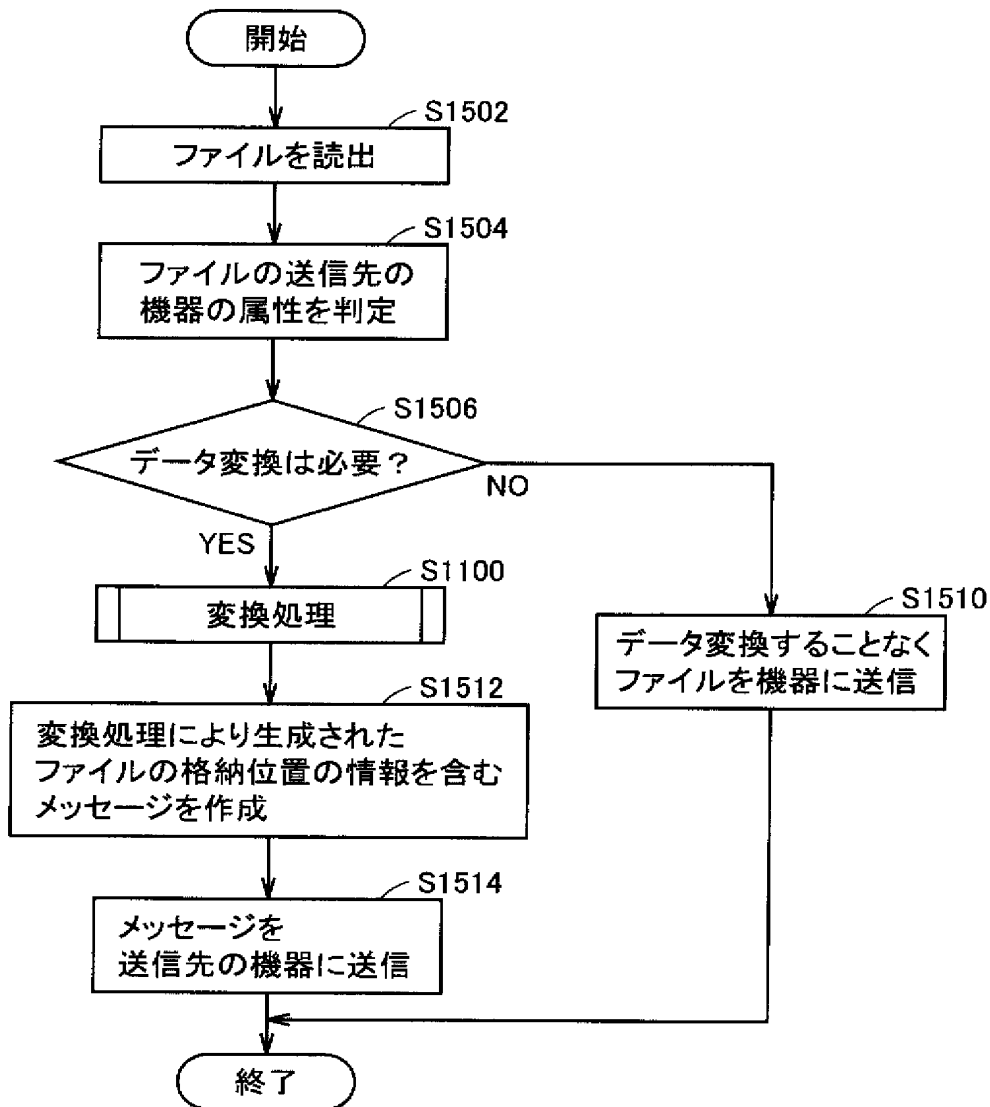 開始
S1502
ファイルを読出
S1504
ファイルの送信先の
機器の属性を判定
S1506
データ変換は必要？
NO
YES
S1100
変換処理
S1510
データ変換することなく
ファイルを機器に送信
S1512
変換処理により生成された
ファイルの格納位置の情報を含む
メッセージを作成
S1514
メッセージを
送信先の機器に送信
終了